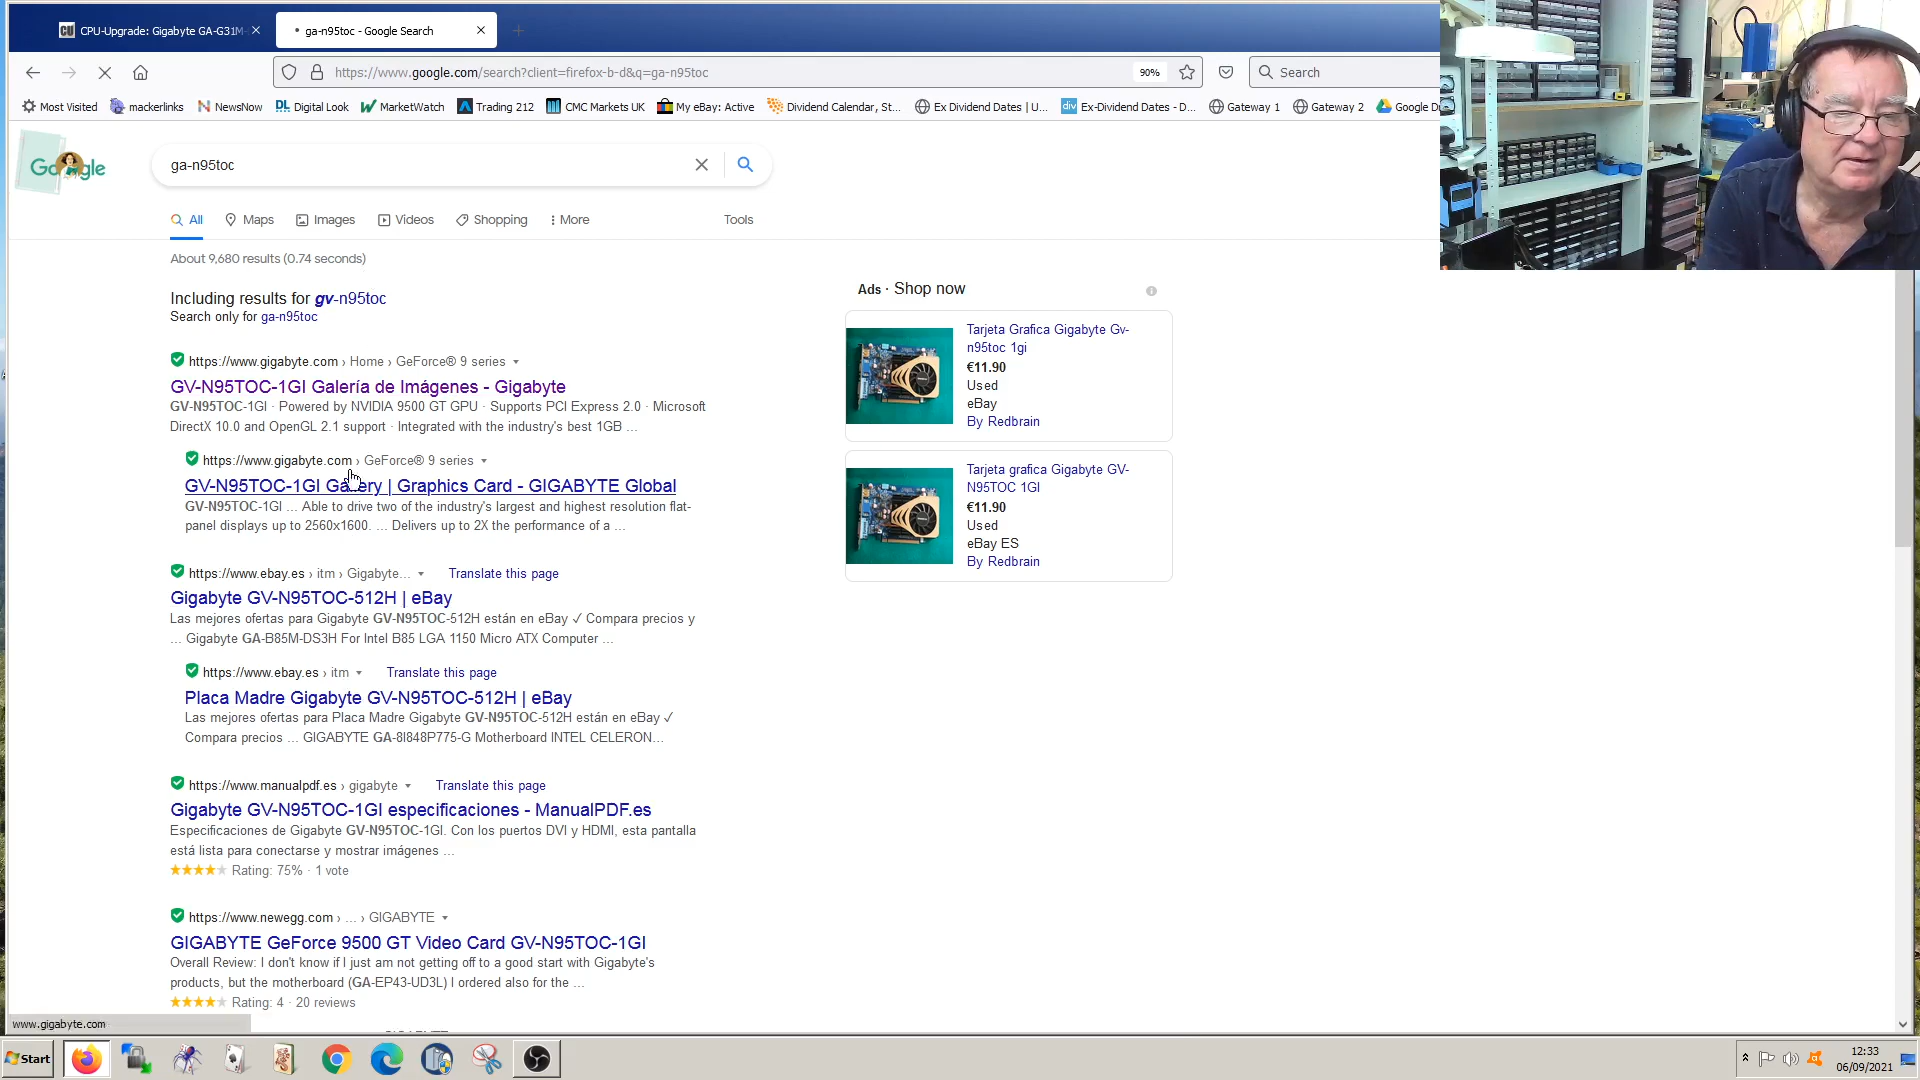 CU CPU-Upgrade: Gigabyte GA-G31M-
ga-n95toc - Google Search
https://www.google.com/search?client=firefox-b-d&q=ga-n95toc
90%
Search
Most Visited
mackerlinks
NewsNow
Digital Look
MarketWatch
Trading 212
CMC Markets UK
My eBay: Active
Dividend Calendar, St...
Ex Dividend Dates | U...
Ex-Dividend Dates - D...
Gateway 1
Gateway 2
Google D
ga-n95toc
All
Maps
Images
Videos
Shopping
More
Tools
About 9,680 results (0.74 seconds)
Including results for gv-n95toc
Search only for ga-n95toc
https://www.gigabyte.com › Home › GeForce® 9 series
GV-N95TOC-1GI Galería de Imágenes - Gigabyte
GV-N95TOC-1GI · Powered by NVIDIA 9500 GT GPU · Supports PCI Express 2.0 · Microsoft
DirectX 10.0 and OpenGL 2.1 support · Integrated with the industry's best 1GB ...
https://www.gigabyte.com › GeForce® 9 series
GV-N95TOC-1GI Gallery | Graphics Card - GIGABYTE Global
GV-N95TOC-1GI ... Able to drive two of the industry's largest and highest resolution flat-
panel displays up to 2560x1600. ... Delivers up to 2X the performance of a ...
https://www.ebay.es › itm › Gigabyte...
Translate this page
Gigabyte GV-N95TOC-512H | eBay
Las mejores ofertas para Gigabyte GV-N95TOC-512H están en eBay ✓ Compara precios y
... Gigabyte GA-B85M-DS3H For Intel B85 LGA 1150 Micro ATX Computer ...
https://www.ebay.es › itm
Translate this page
Placa Madre Gigabyte GV-N95TOC-512H | eBay
Las mejores ofertas para Placa Madre Gigabyte GV-N95TOC-512H están en eBay ✓
Compara precios ... GIGABYTE GA-8I848P775-G Motherboard INTEL CELERON...
https://www.manualpdf.es › gigabyte
Translate this page
Gigabyte GV-N95TOC-1GI especificaciones - ManualPDF.es
Especificaciones de Gigabyte GV-N95TOC-1GI. Con los puertos DVI y HDMI, esta pantalla
está lista para conectarse y mostrar imágenes ...
Rating: 75% · 1 vote
https://www.newegg.com › ... › GIGABYTE
GIGABYTE GeForce 9500 GT Video Card GV-N95TOC-1GI
Overall Review: I don't know if I just am not getting off to a good start with Gigabyte's
products, but the motherboard (GA-EP43-UD3L) I ordered also for the ...
Rating: 4 · 20 reviews
Ads · Shop now
Tarjeta Grafica Gigabyte Gv-
n95toc 1gi
€11.90
Used
eBay
By Redbrain
Tarjeta grafica Gigabyte GV-
N95TOC 1GI
€11.90
Used
eBay ES
By Redbrain
www.gigabyte.com
Start
12:33
06/09/2021